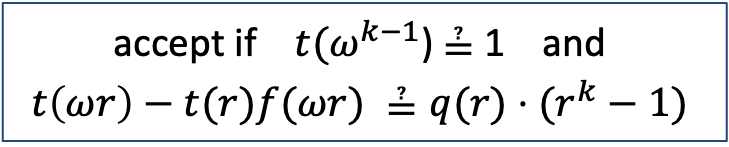 accept if t(ω^{k−1}) ≟ 1 and
t(ωr) − t(r)f(ωr) ≟ q(r) · (r^k − 1)